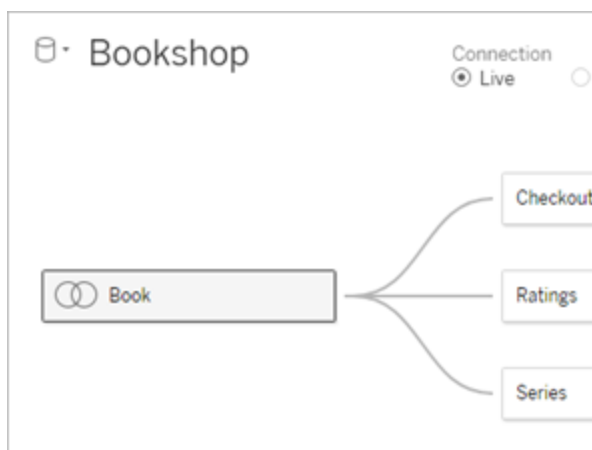 Bookshop
Connection
Live
Checkout
Book
Ratings
Series